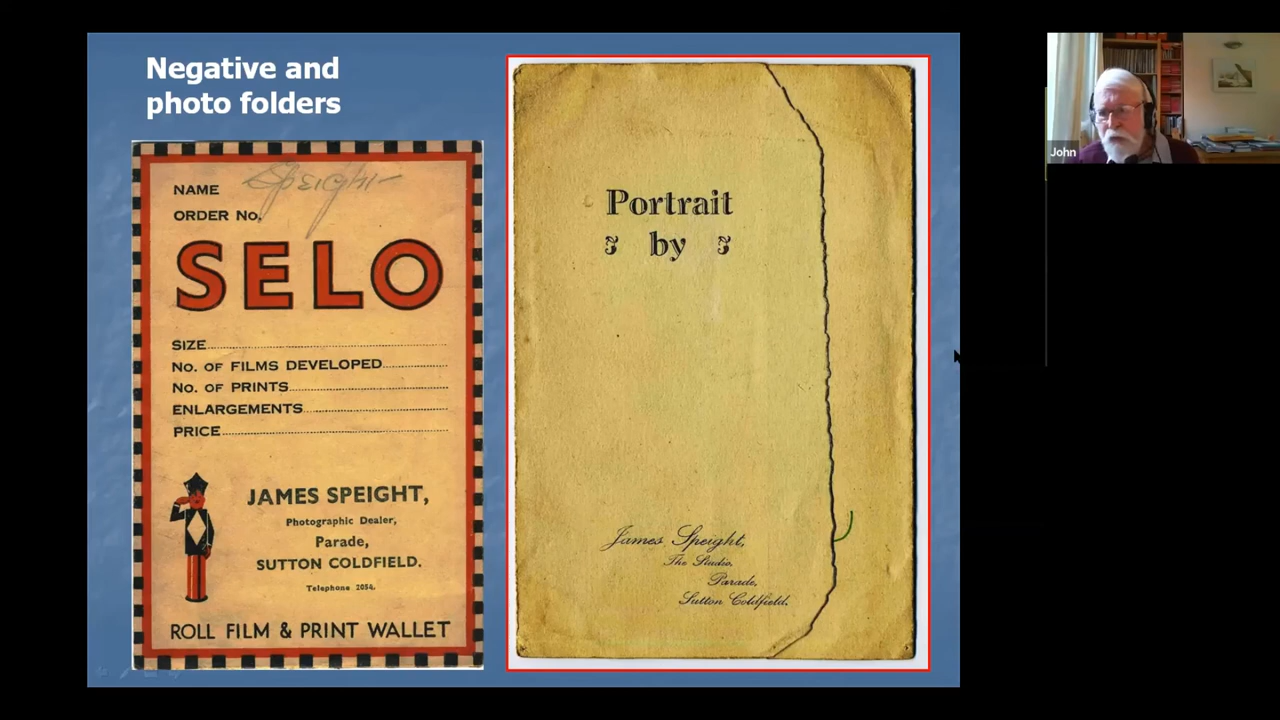 Negative and
photo folders
NAME Speight
ORDER No.
SELO
SIZE
No. OF FILMS DEVELOPED
No. OF PRINTS
ENLARGEMENTS
PRICE
JAMES SPEIGHT,
Photographic Dealer,
Parade,
SUTTON COLDFIELD.
Telephone 2054.
ROLL FILM & PRINT WALLET
Portrait
by
James Speight,
The Studio,
Parade,
Sutton Coldfield.
John